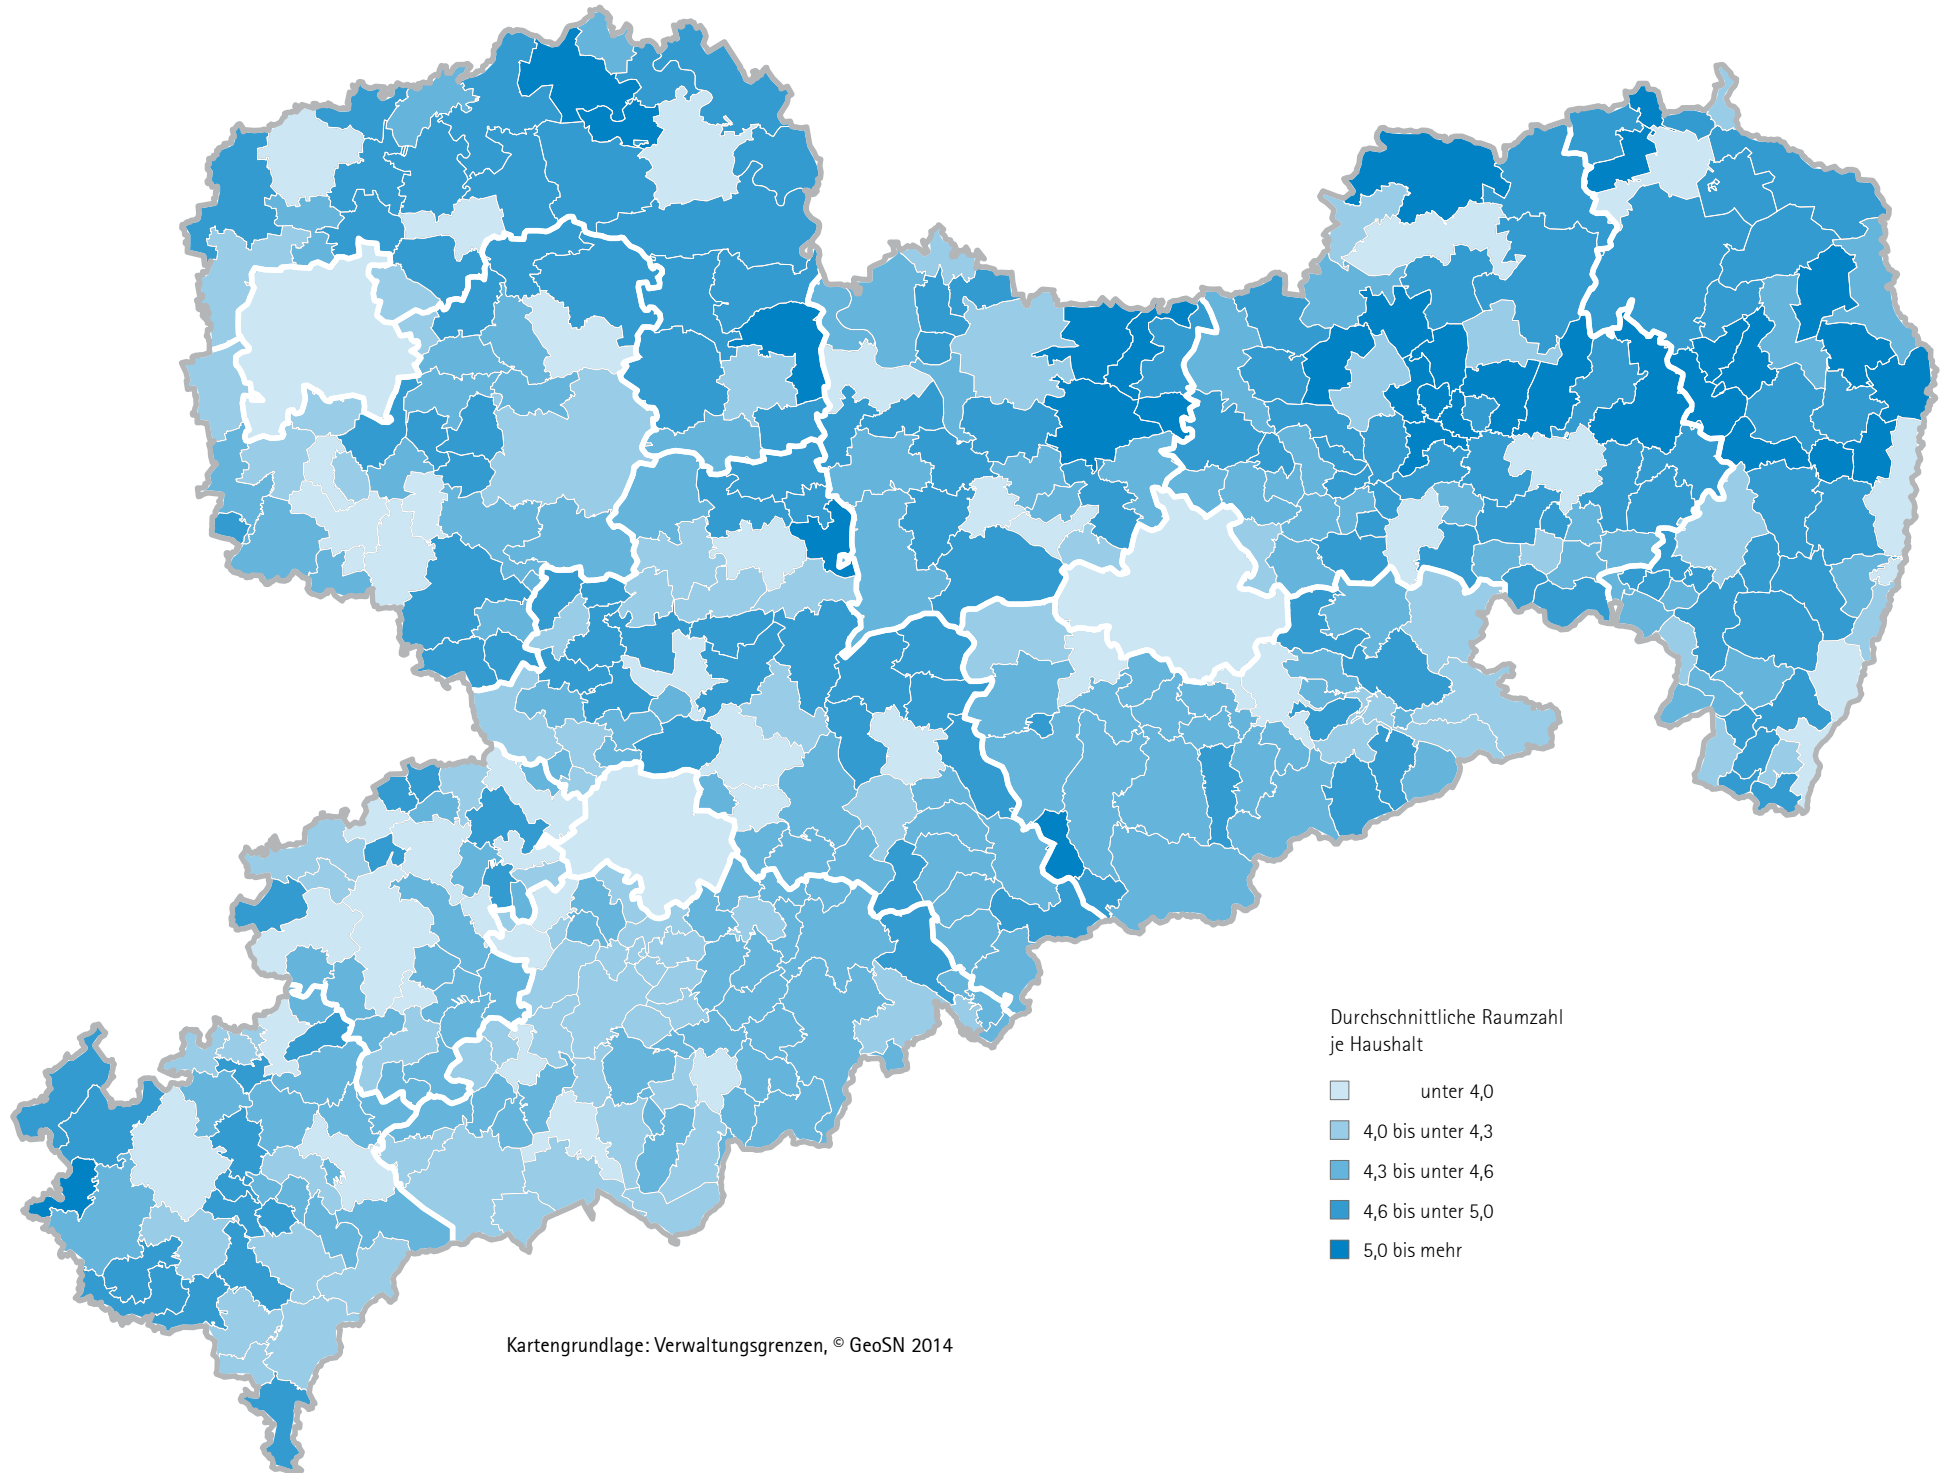 Durchschnittliche Raumzahl
je Haushalt
unter 4,0
4,0 bis unter 4,3
4,3 bis unter 4,6
4,6 bis unter 5,0
5,0 bis mehr
Kartengrundlage: Verwaltungsgrenzen, © GeoSN 2014